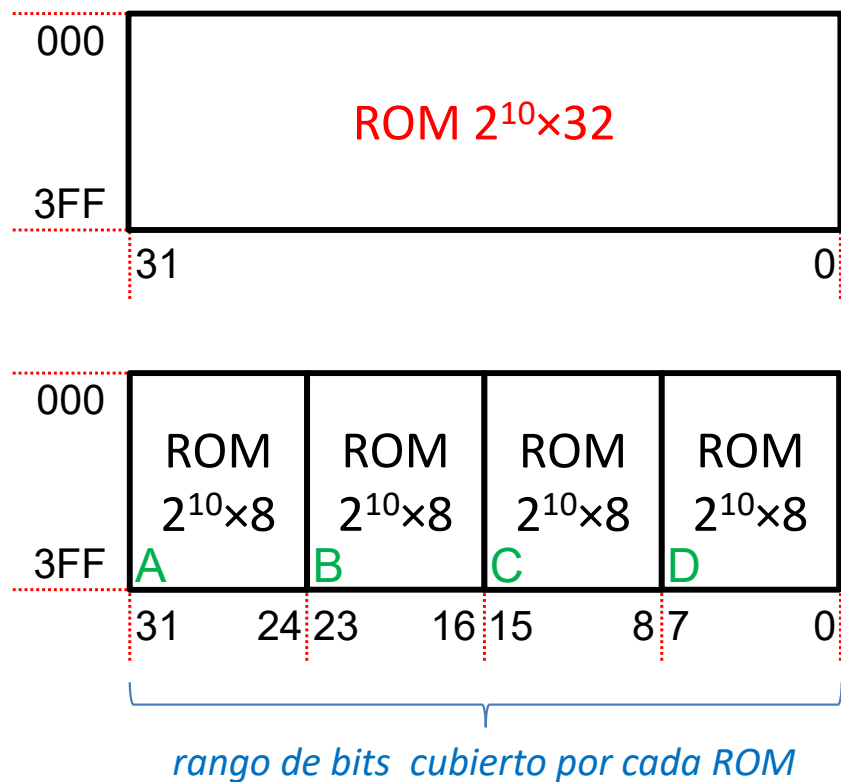 000
ROM 2¹⁰×32
3FF
31 0
000
ROM ROM ROM ROM
2¹⁰×8 2¹⁰×8 2¹⁰×8 2¹⁰×8
3FF A B C D
31 24 23 16 15 8 7 0
rango de bits cubierto por cada ROM